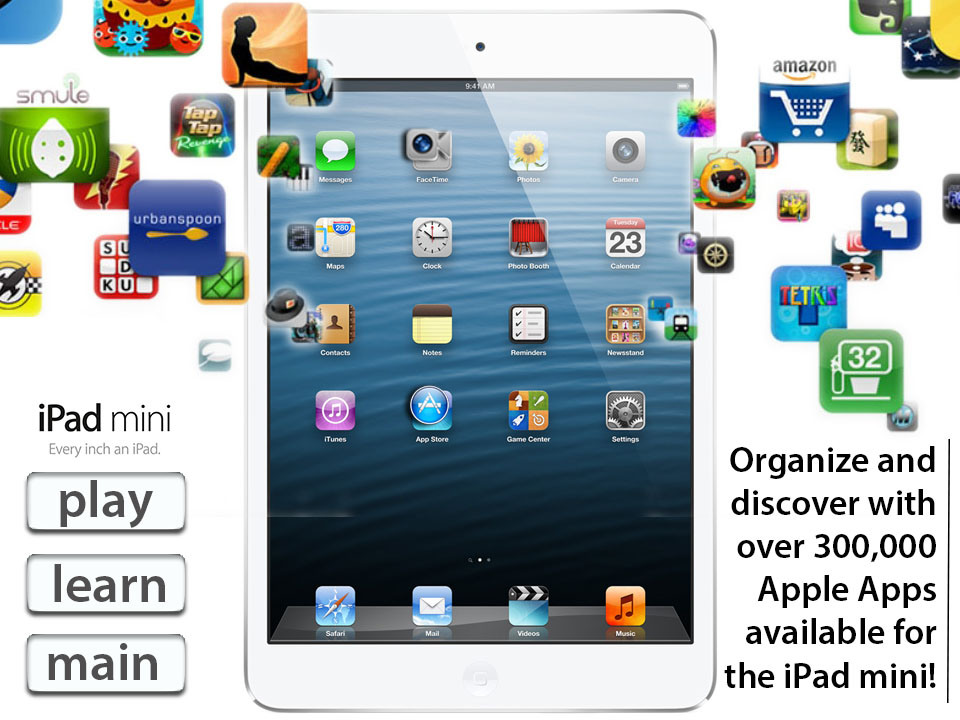 smule
Tap
Tap
Revenge
urbanspoon
SU
D
KU
CLE
amazon
發
TETRIS
32
9:41 AM
Messages
FaceTime
Photos
Camera
280
Tuesday
23
Maps
Clock
Photo Booth
Calendar
Contacts
Notes
Reminders
Newsstand
iTunes
App Store
Game Center
Settings
Safari
Mail
Videos
Music
iPad mini
Every inch an iPad.
play
learn
main
Organize and
discover with
over 300,000
Apple Apps
available for
the iPad mini!